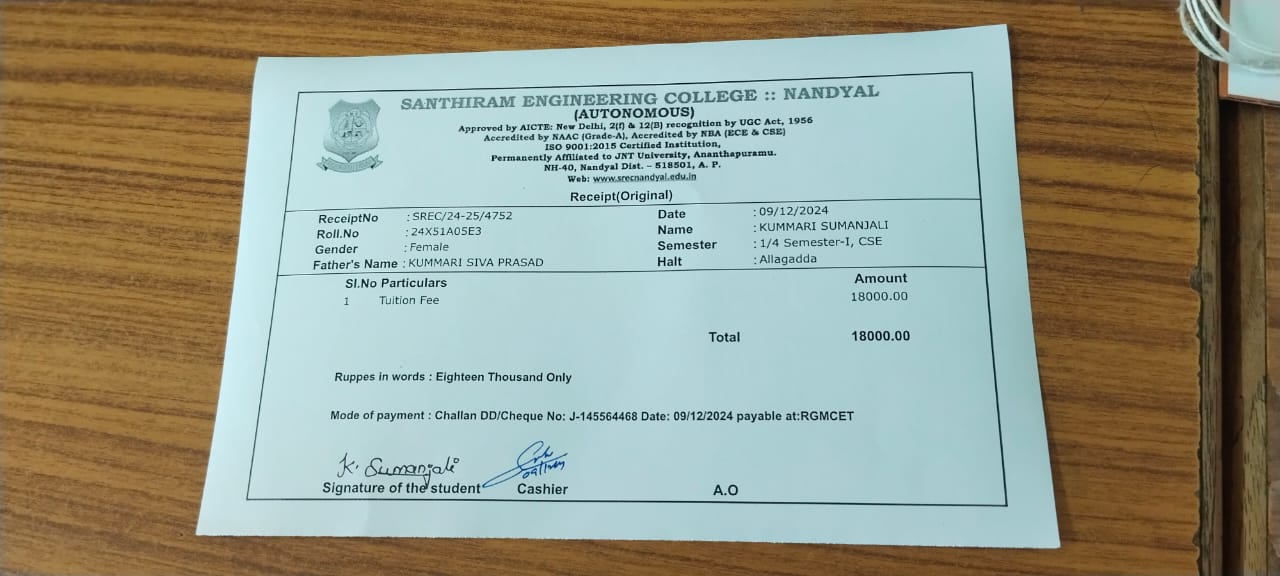 SANTHIRAM ENGINEERING COLLEGE :: NANDYAL
(AUTONOMOUS)
Approved by AICTE: New Delhi, 2(f) & 12(B) recognition by UGC Act, 1956
Accredited by NAAC (Grade-A), Accredited by NBA (ECE & CSE)
ISO 9001:2015 Certified Institution,
Permanently Affiliated to JNT University, Ananthapuramu.
NH-40, Nandyal Dist. – 518501, A. P.
Web: www.srecnandyal.edu.in
Receipt(Original)
ReceiptNo : SREC/24-25/4752 Date : 09/12/2024
Roll.No : 24X51A05E3 Name : KUMMARI SUMANJALI
Gender : Female Semester : 1/4 Semester-I, CSE
Father's Name : KUMMARI SIVA PRASAD Halt : Allagadda
Sl.No Particulars Amount
1 Tuition Fee 18000.00
Total 18000.00
Ruppes in words : Eighteen Thousand Only
Mode of payment : Challan DD/Cheque No: J-145564468 Date: 09/12/2024 payable at:RGMCET
K. Sumanjali
Signature of the student Cashier A.O